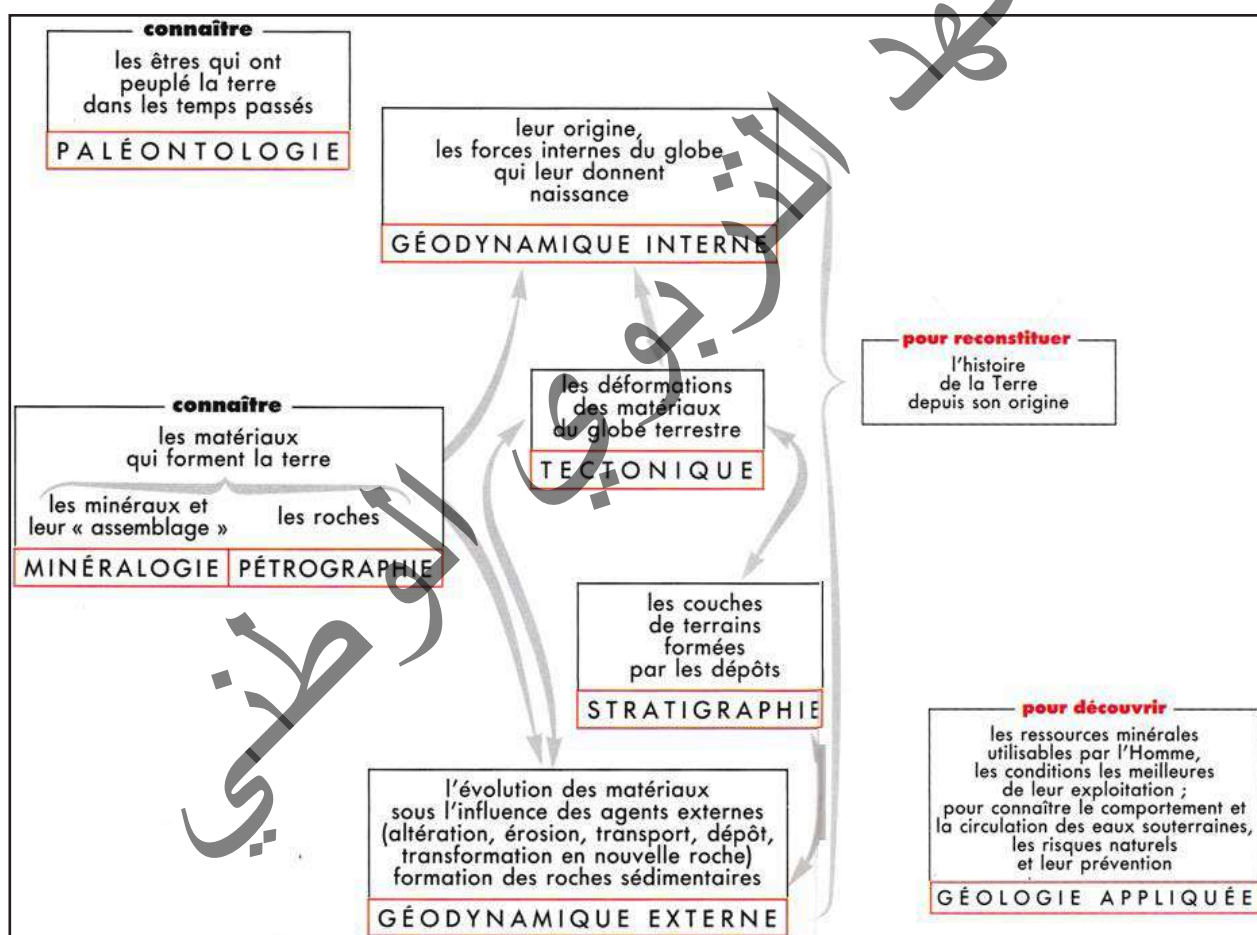 connaître
les êtres qui ont
peuplé la terre
dans les temps passés
PALÉONTOLOGIE
leur origine,
les forces internes du globe
qui leur donnent
naissance
GÉODYNAMIQUE INTERNE
pour reconstituer
l'histoire
de la Terre
depuis son origine
les déformations
des matériaux
du globe terrestre
TECTONIQUE
connaître
les matériaux
qui forment la terre
les minéraux et
leur « assemblage »
les roches
MINÉRALOGIE
PÉTROGRAPHIE
les couches
de terrains
formées
par les dépôts
STRATIGRAPHIE
pour découvrir
les ressources minérales
utilisables par l'Homme,
les conditions les meilleures
de leur exploitation ;
pour connaître le comportement et
la circulation des eaux souterraines,
les risques naturels
et leur prévention
GÉOLOGIE APPLIQUÉE
l'évolution des matériaux
sous l'influence des agents externes
(altération, érosion, transport, dépôt,
transformation en nouvelle roche)
formation des roches sédimentaires
GÉODYNAMIQUE EXTERNE
التربوي الوطني